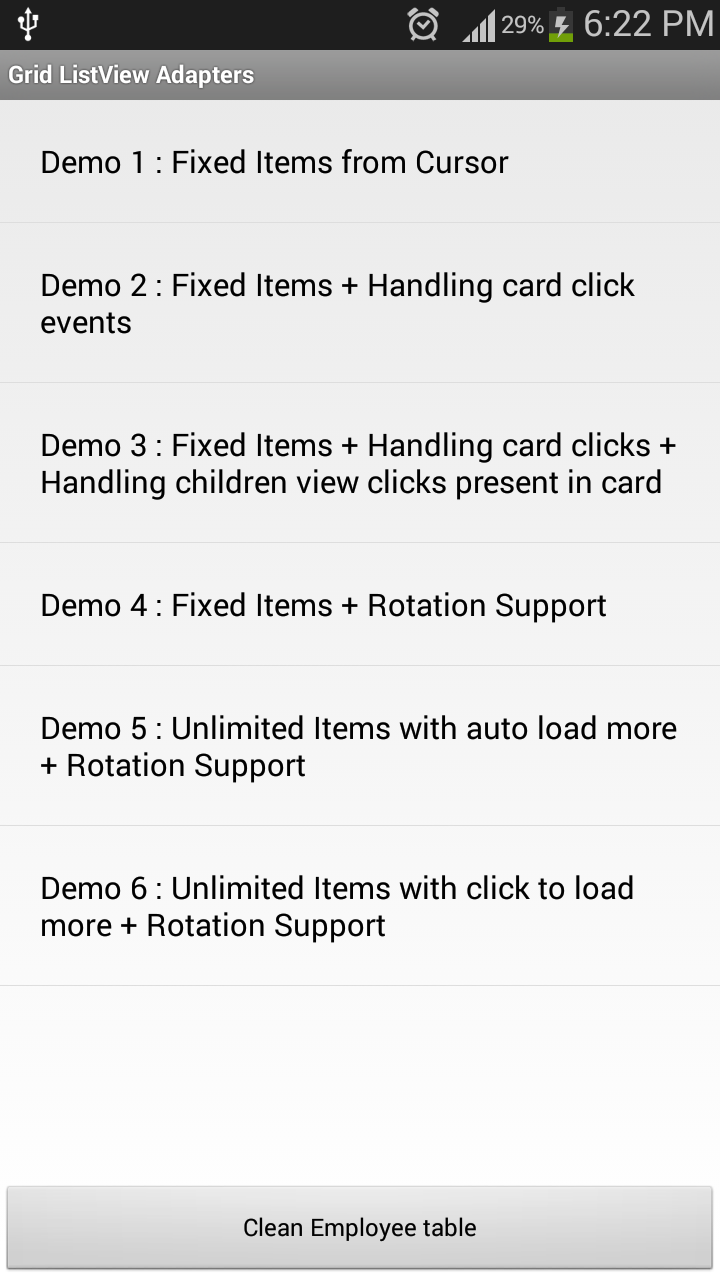 29% 6:22 PM
Grid ListView Adapters
Demo 1 : Fixed Items from Cursor
Demo 2 : Fixed Items + Handling card click
events
Demo 3 : Fixed Items + Handling card clicks +
Handling children view clicks present in card
Demo 4 : Fixed Items + Rotation Support
Demo 5 : Unlimited Items with auto load more
+ Rotation Support
Demo 6 : Unlimited Items with click to load
more + Rotation Support
Clean Employee table